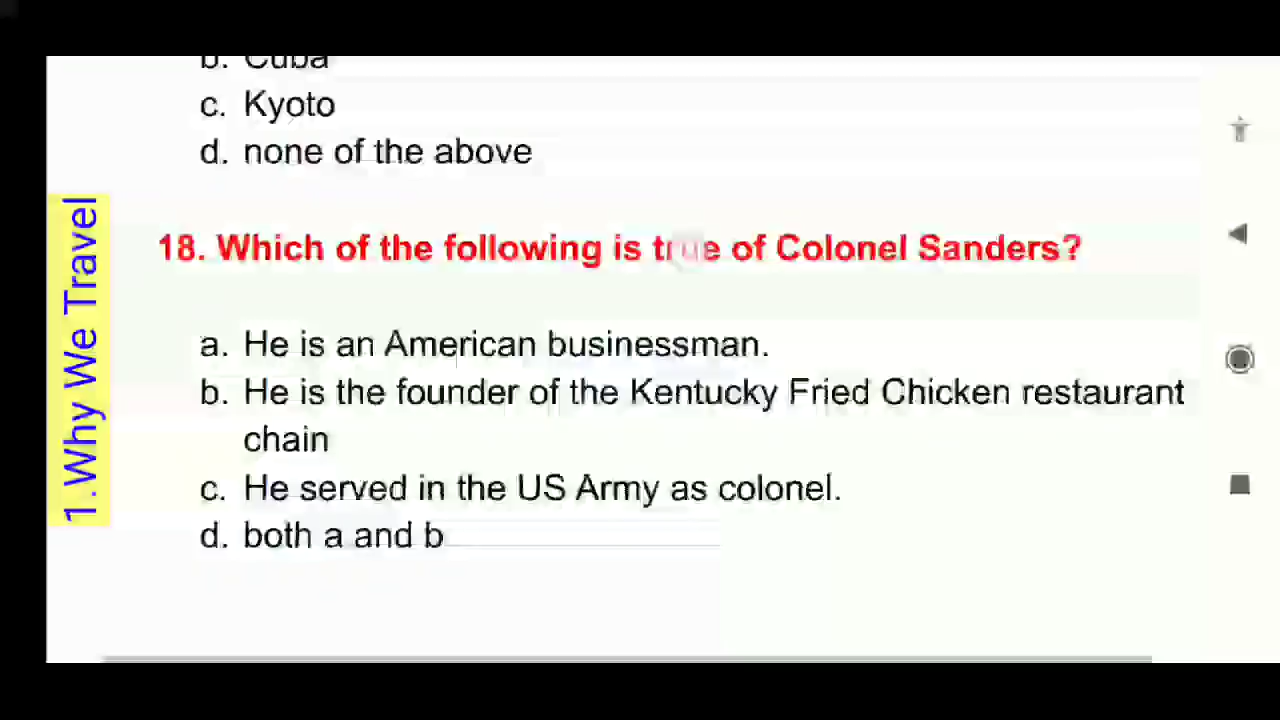 b. Cuba
c. Kyoto
d. none of the above
1.Why We Travel
18. Which of the following is true of Colonel Sanders?
a. He is an American businessman.
b. He is the founder of the Kentucky Fried Chicken restaurant
chain
c. He served in the US Army as colonel.
d. both a and b